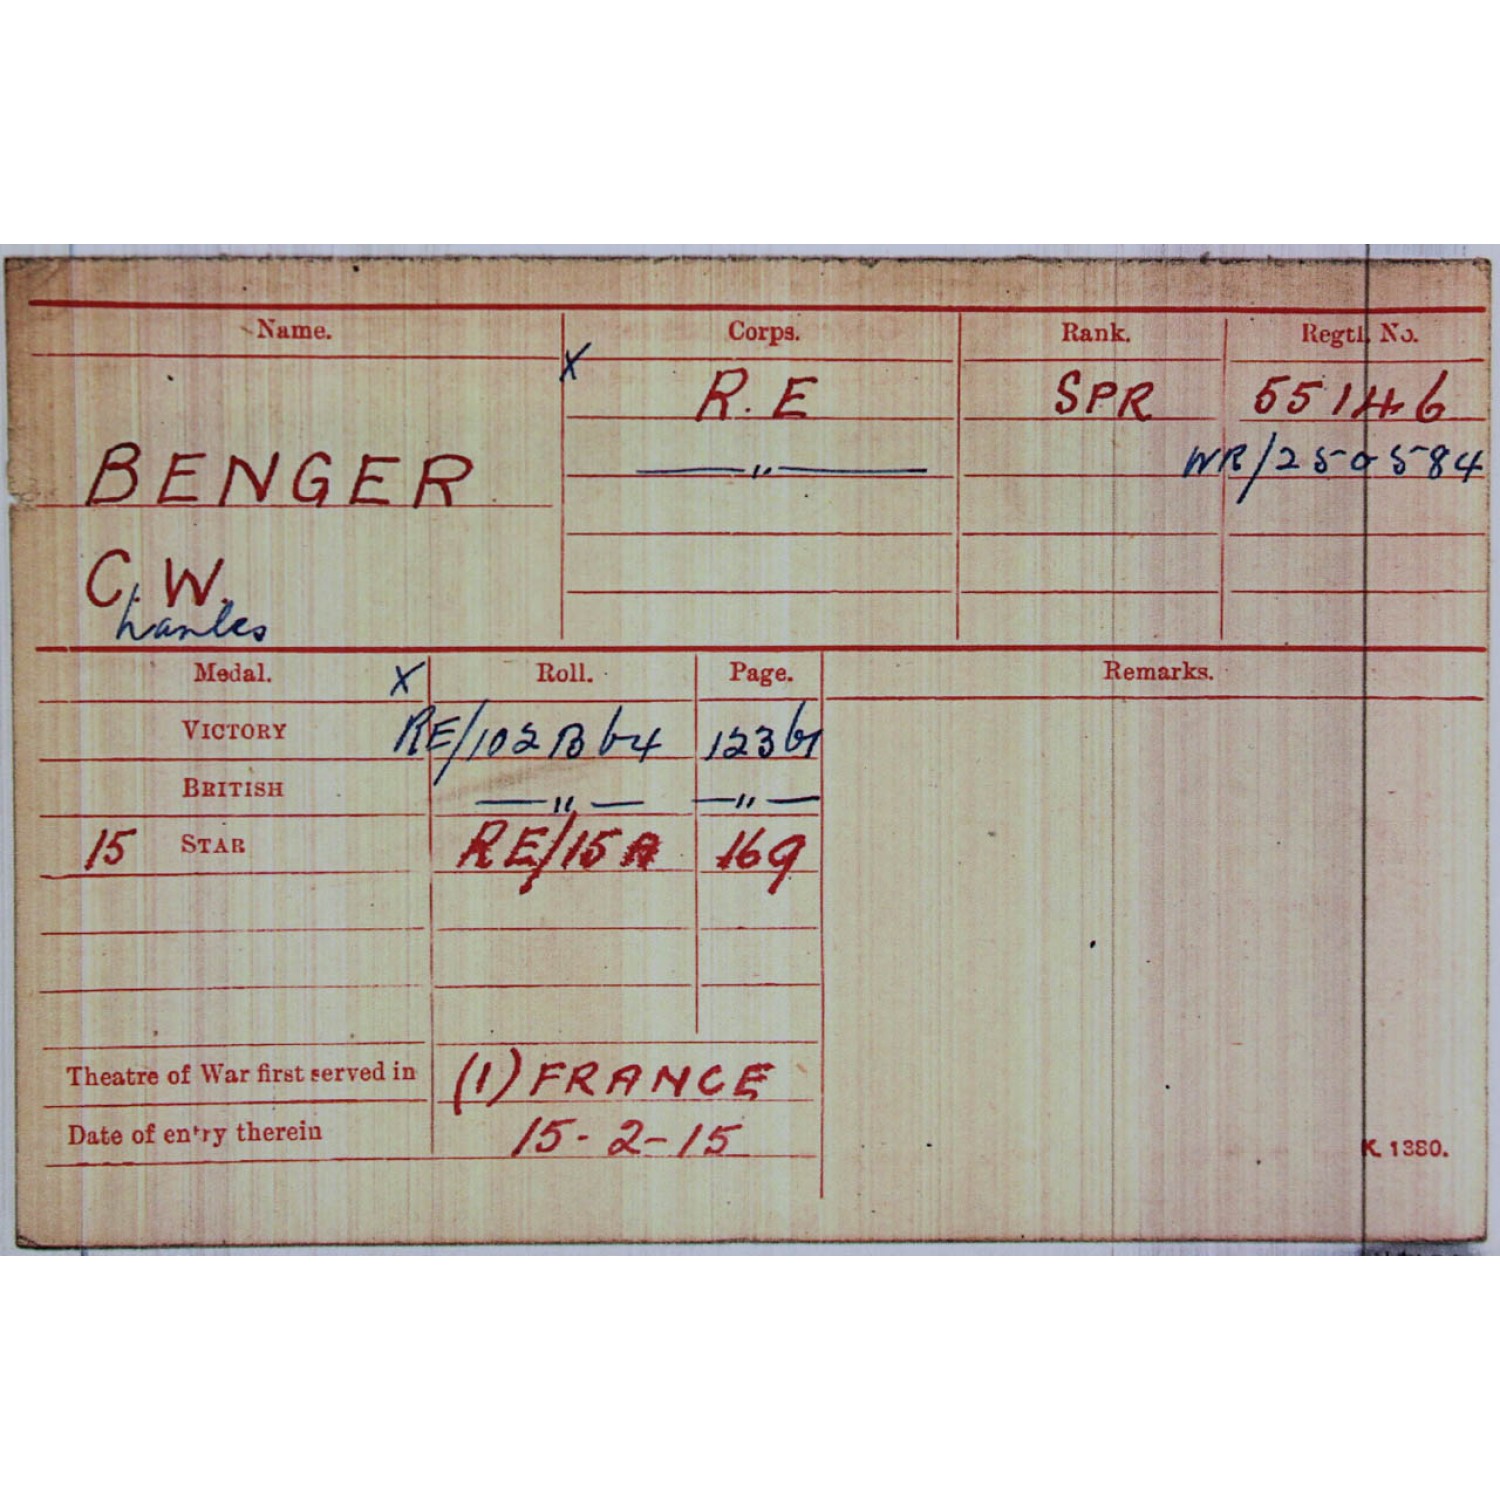 Name. Corps. Rank. Regtl. No.
X R.E SPR 55146
BENGER —"— WR/250584
C. W.
harles
Medal. X Roll. Page. Remarks.
VICTORY RE/102B64
BRITISH —"— —"—
15 STAR RE/15A 169
Theatre of War first served in (1) FRANCE
Date of entry therein 15-2-15
K. 1380.